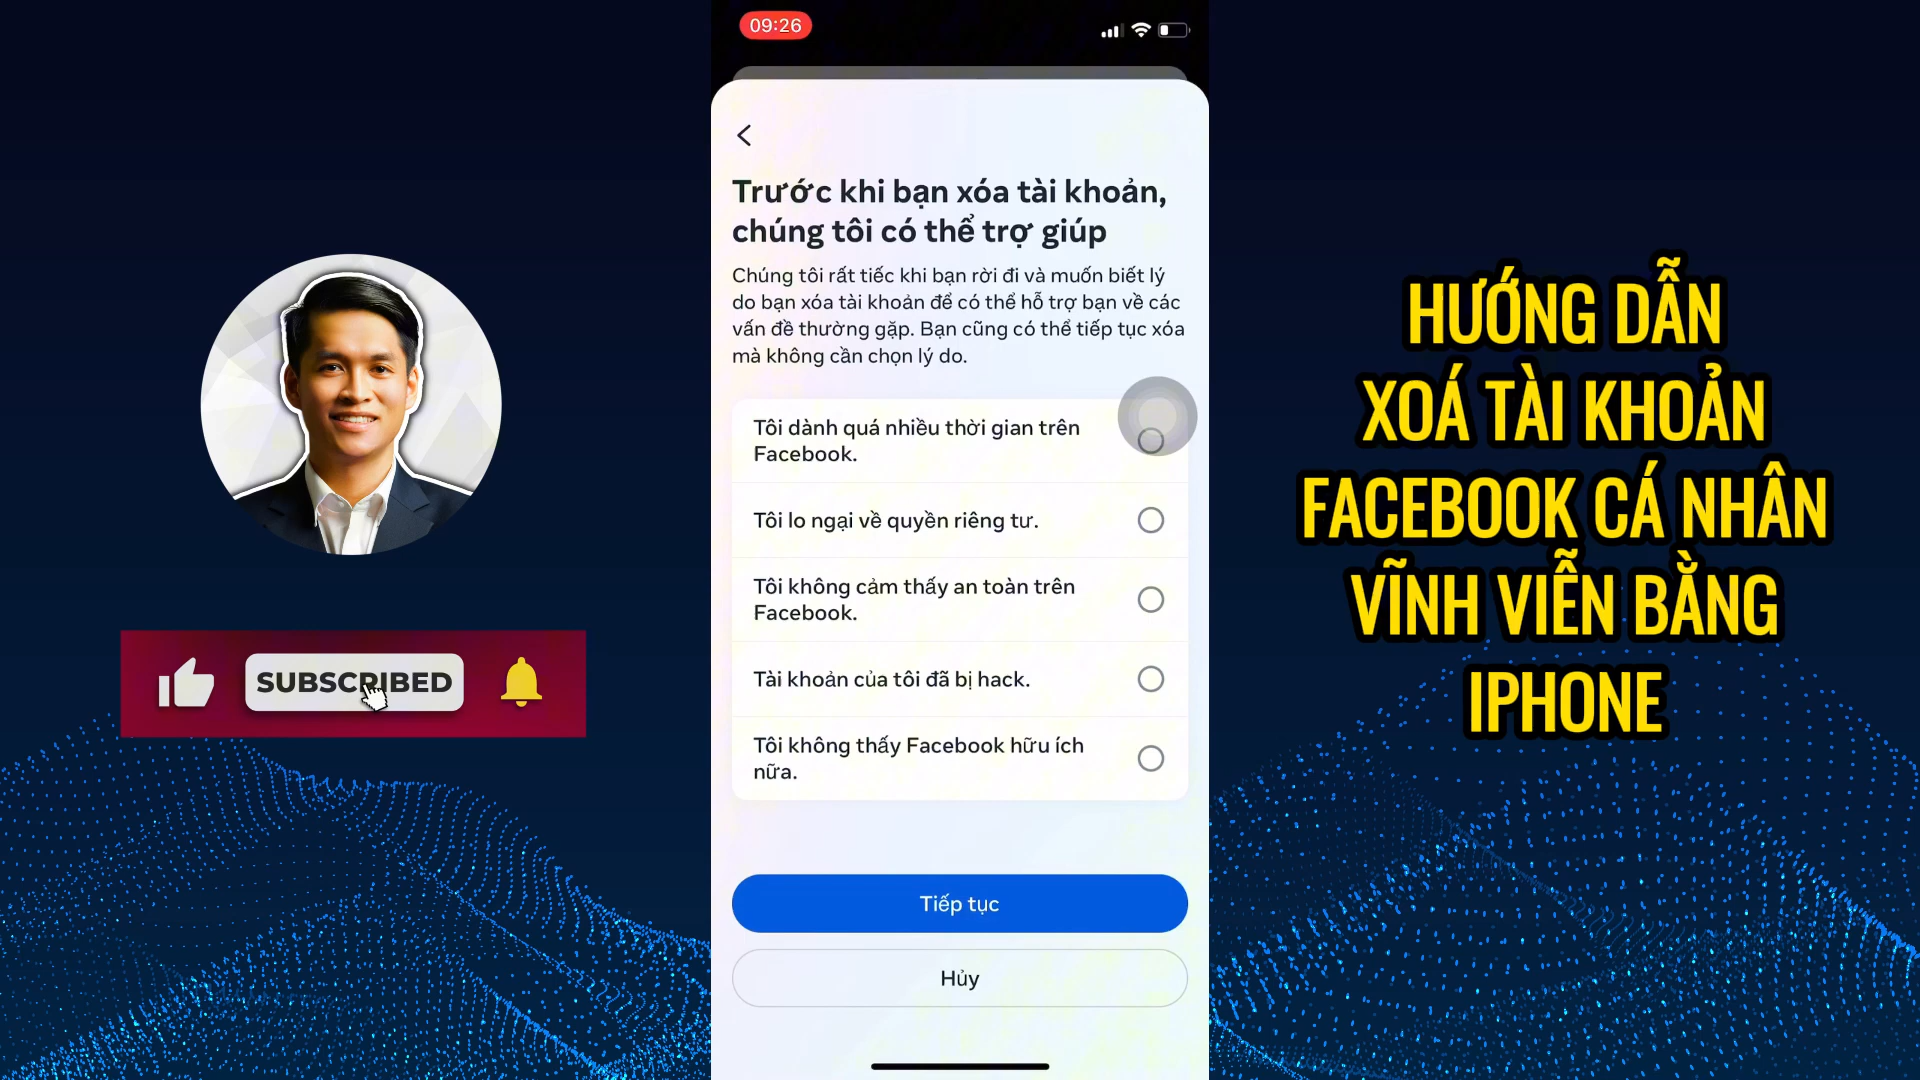 09:26
Trước khi bạn xóa tài khoản,
chúng tôi có thể trợ giúp
Chúng tôi rất tiếc khi bạn rời đi và muốn biết lý
do bạn xóa tài khoản để có thể hỗ trợ bạn về các
vấn đề thường gặp. Bạn cũng có thể tiếp tục xóa
mà không cần chọn lý do.
Tôi dành quá nhiều thời gian trên
Facebook.
Tôi lo ngại về quyền riêng tư.
Tôi không cảm thấy an toàn trên
Facebook.
Tài khoản của tôi đã bị hack.
Tôi không thấy Facebook hữu ích
nữa.
Tiếp tục
Hủy
SUBSCRIBED
HƯỚNG DẪN
XOÁ TÀI KHOẢN
FACEBOOK CÁ NHÂN
VĨNH VIỄN BẰNG
IPHONE